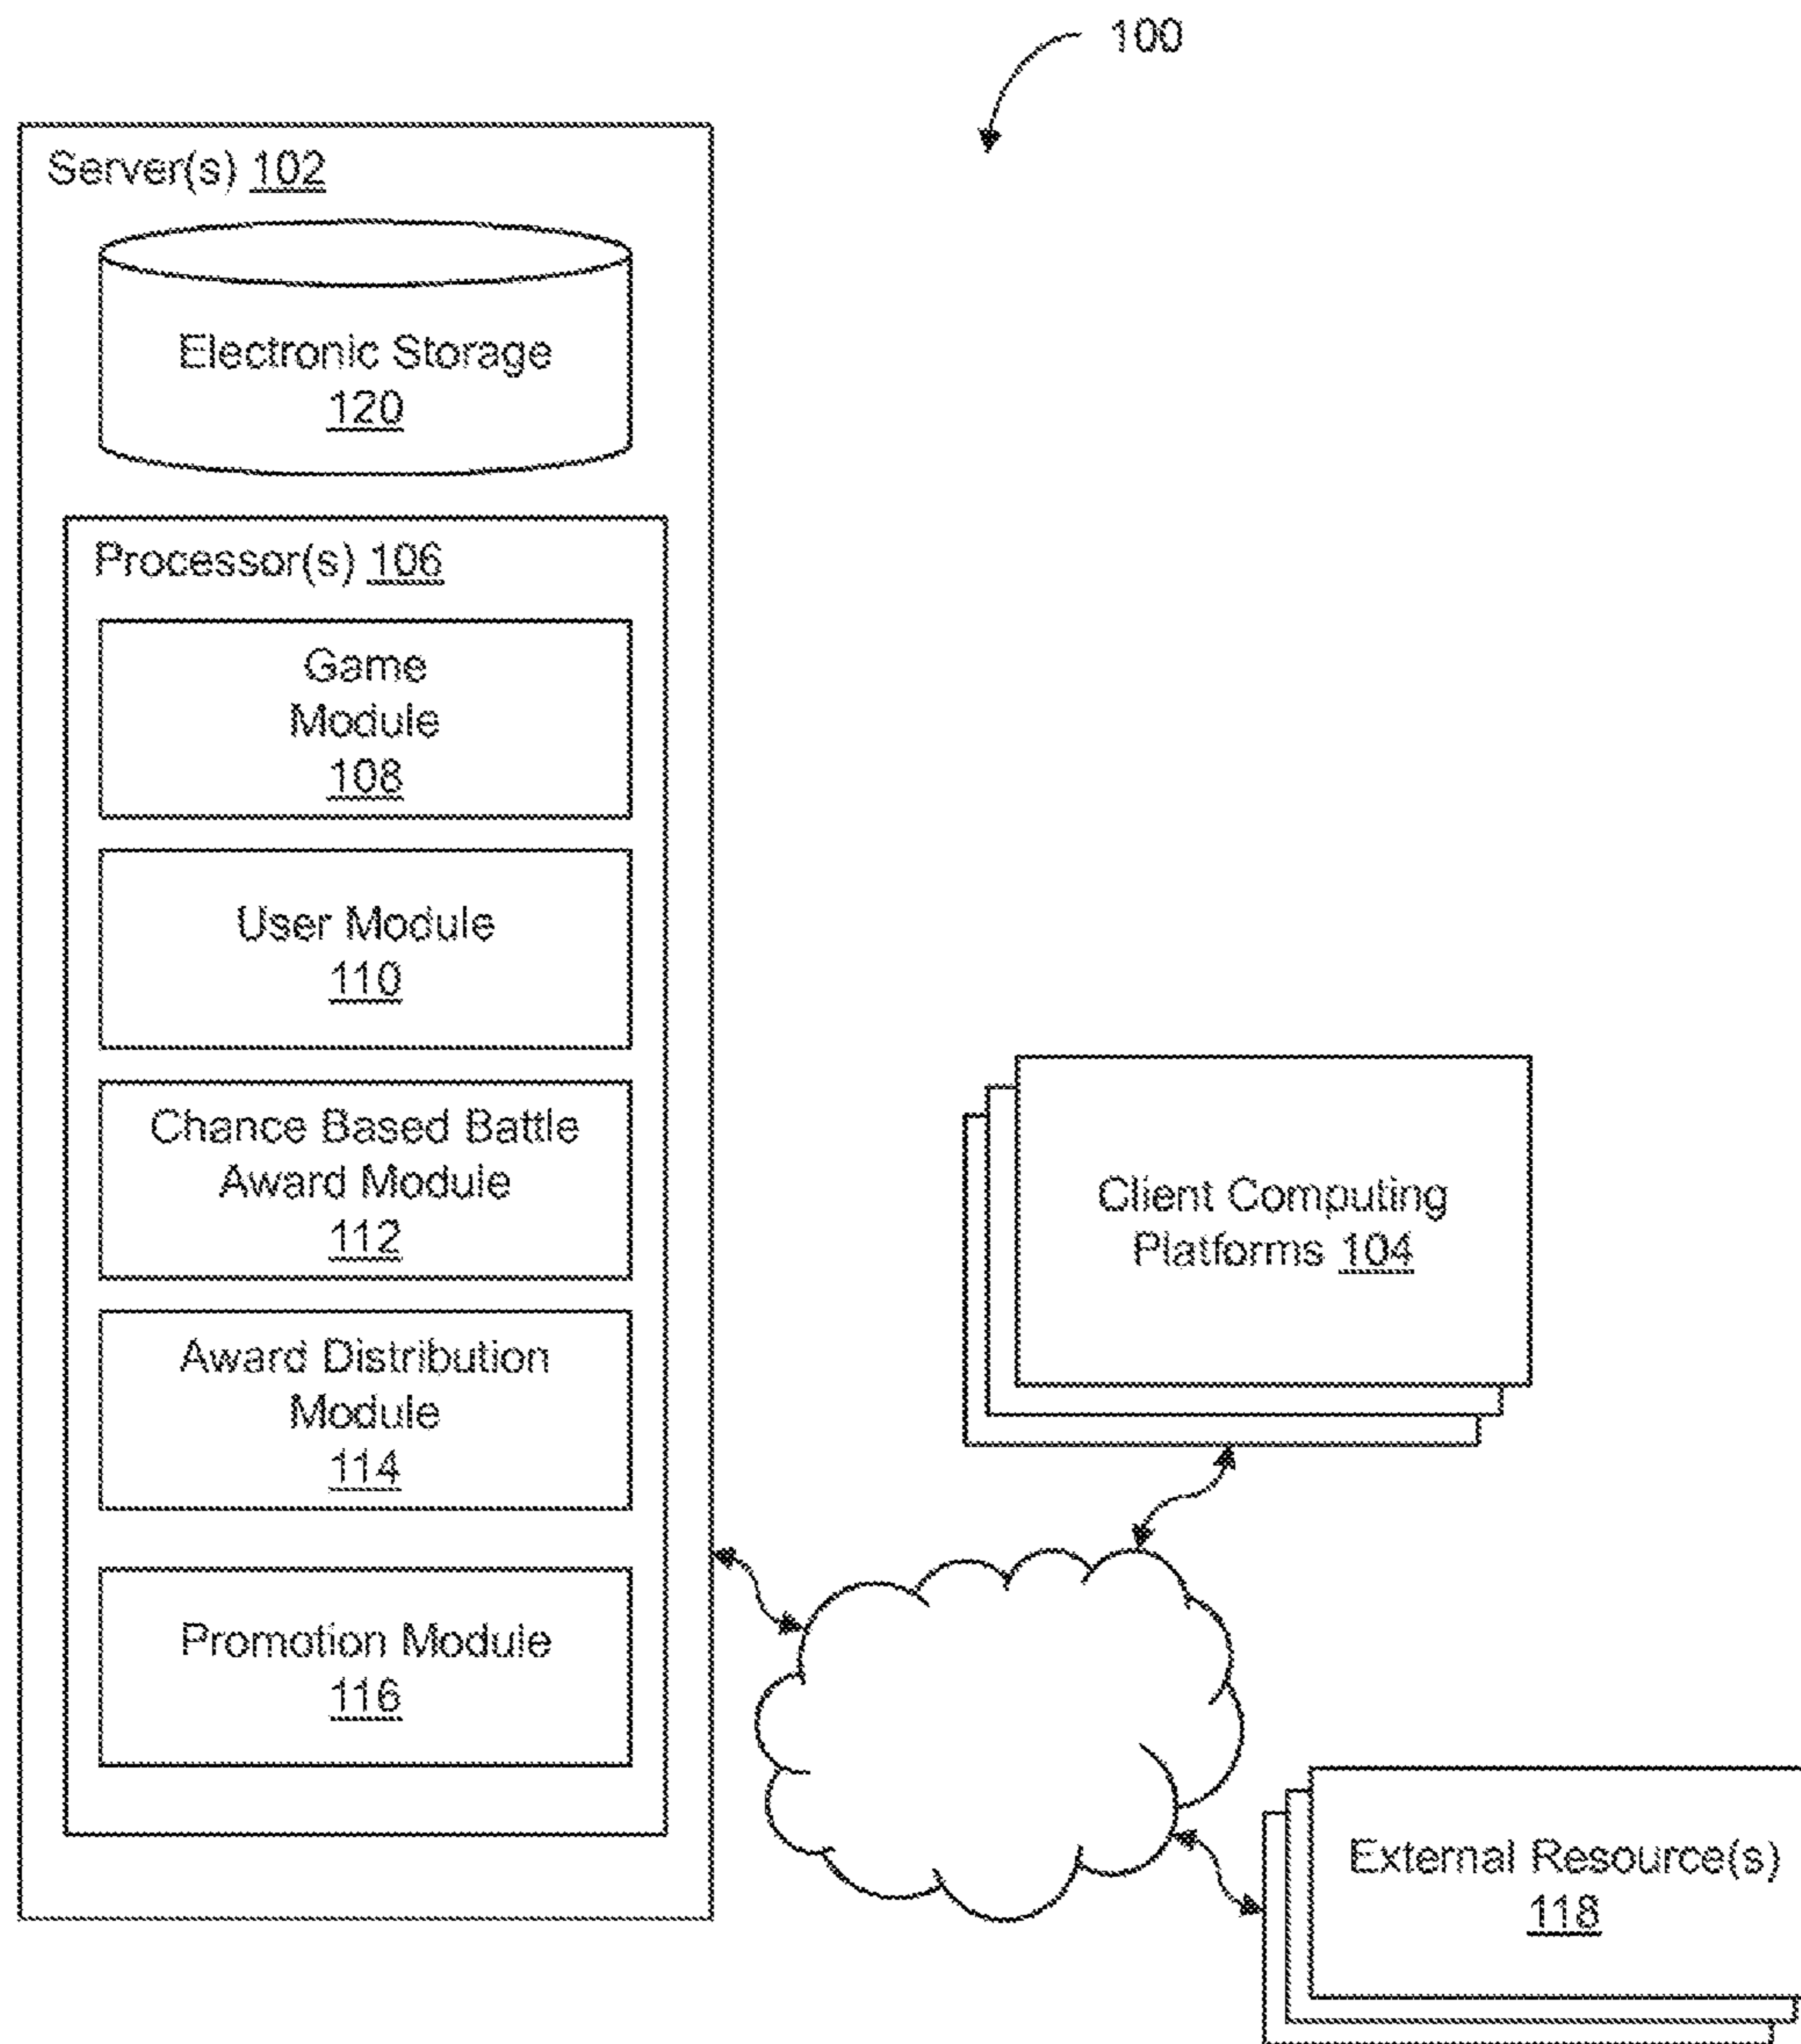 100
Server(s) 102
Electronic Storage
120
Processor(s) 106
Game
Module
108
User Module
110
Chance Based Battle
Award Module
112
Award Distribution
Module
114
Promotion Module
116
Client Computing
Platforms 104
External Resource(s)
118